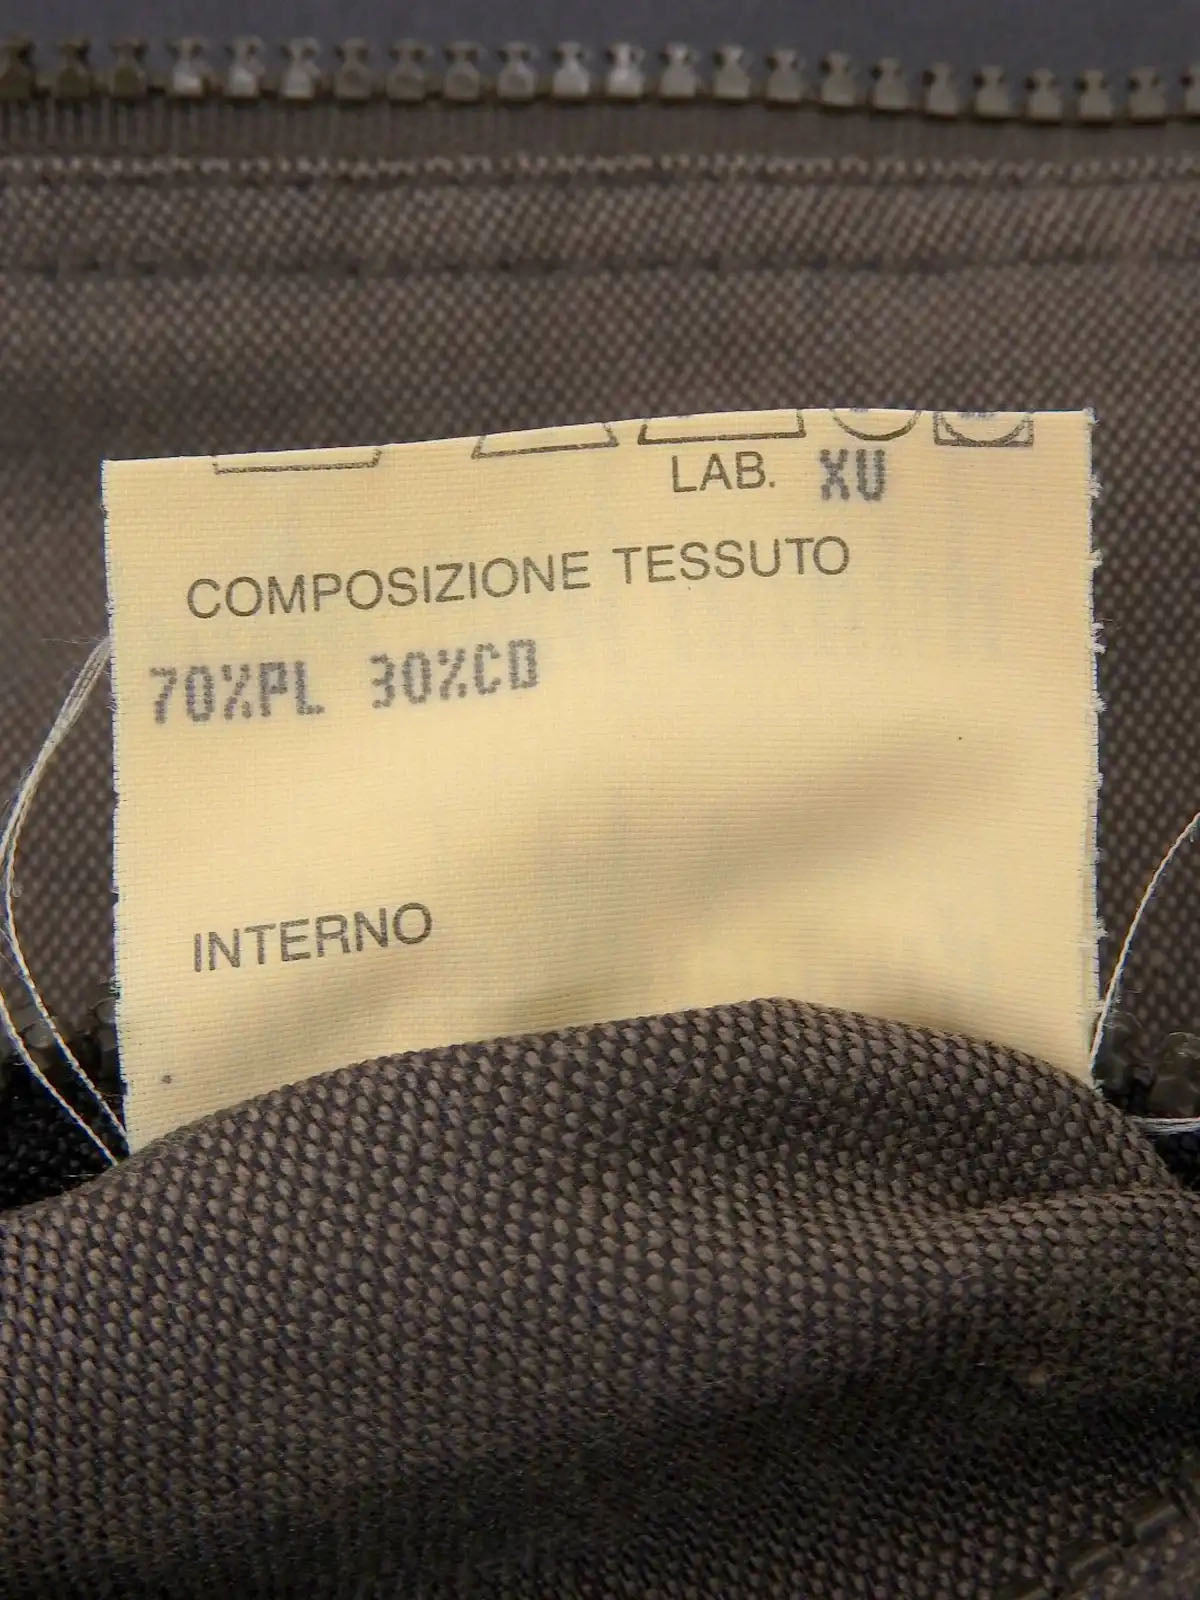 LAB. XU
COMPOSIZIONE TESSUTO
70%PL 30%CO
INTERNO